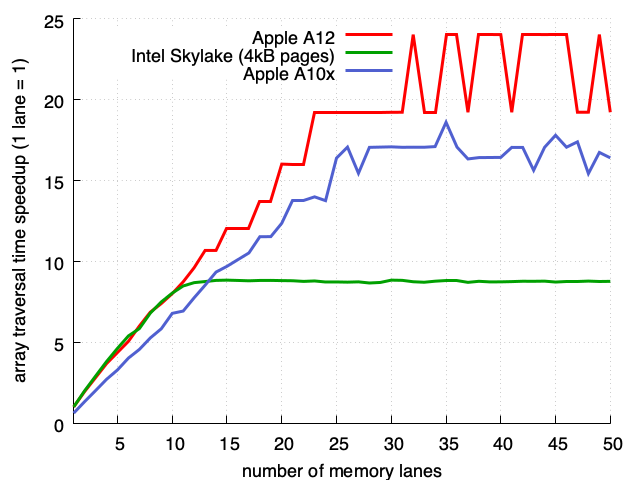 Apple A12
Intel Skylake (4kB pages)
Apple A10x
array traversal time speedup (1 lane = 1)
25
20
15
10
5
0
5 10 15 20 25 30 35 40 45 50
number of memory lanes